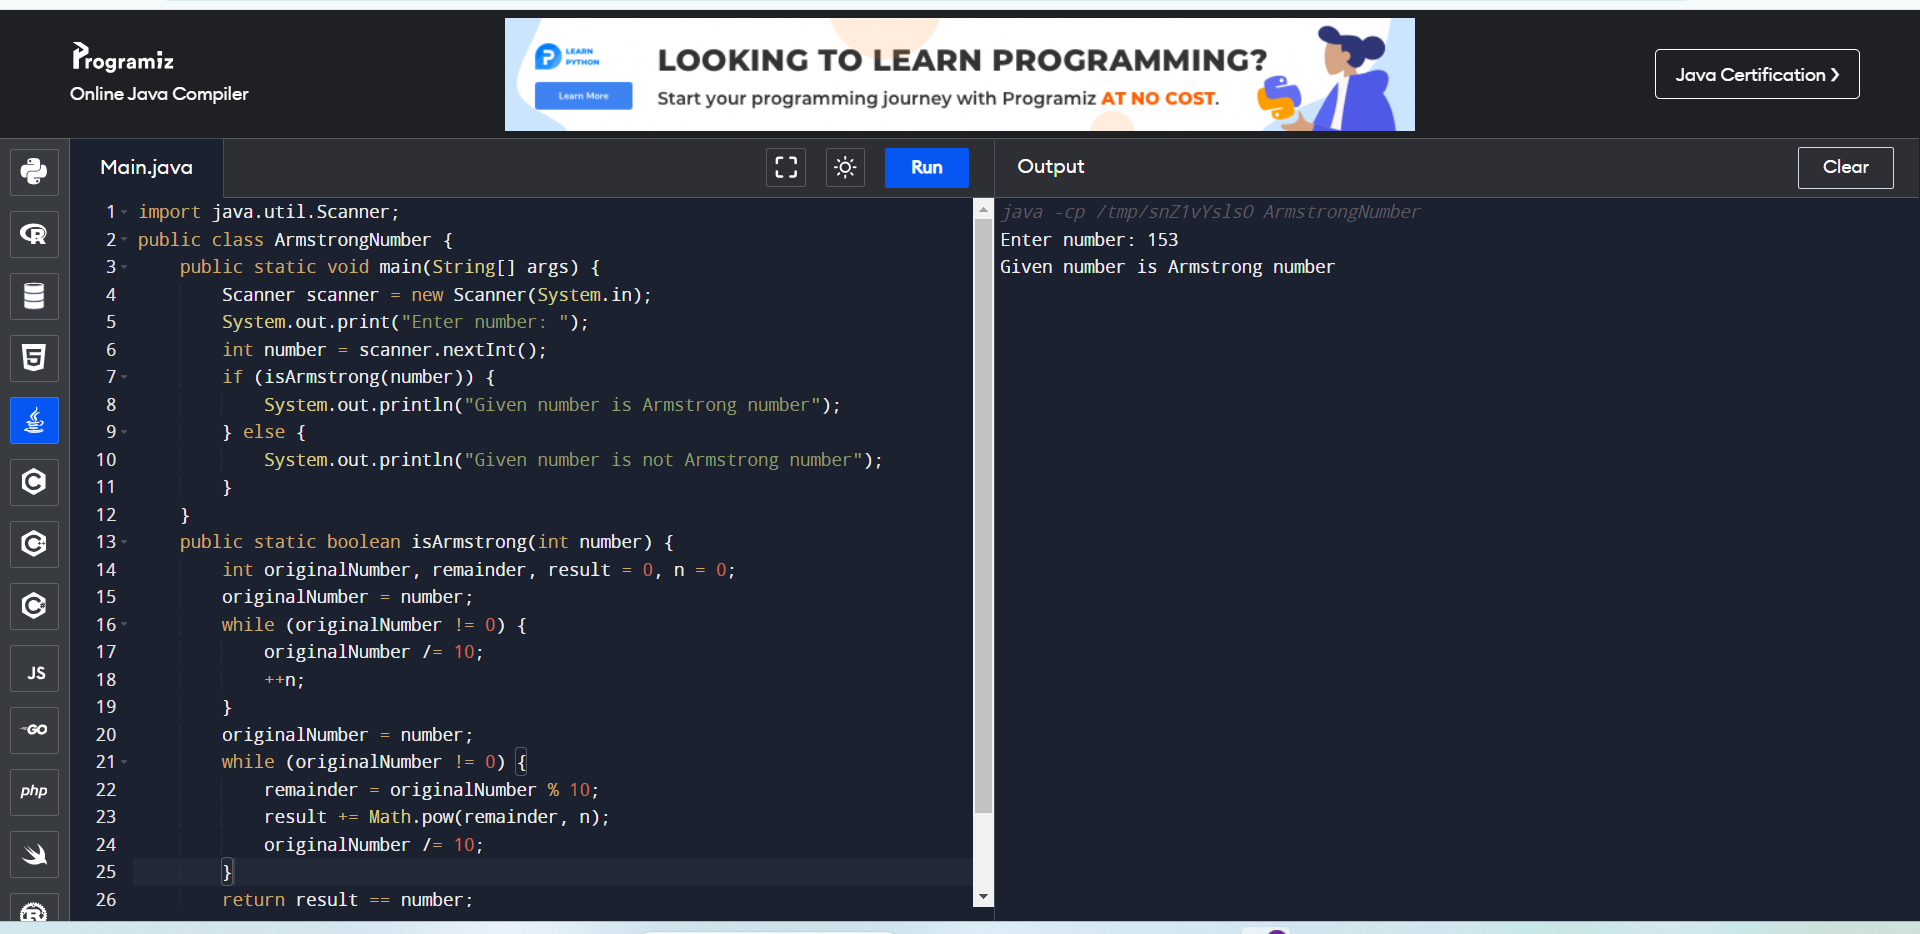 Programiz
Online Java Compiler
LEARN
PYTHON
Learn More
LOOKING TO LEARN PROGRAMMING?
Start your programming journey with Programiz AT NO COST.
Java Certification ❯
Main.java
Run
Output
Clear
1 import java.util.Scanner;
2 public class ArmstrongNumber {
3     public static void main(String[] args) {
4         Scanner scanner = new Scanner(System.in);
5         System.out.print("Enter number: ");
6         int number = scanner.nextInt();
7         if (isArmstrong(number)) {
8             System.out.println("Given number is Armstrong number");
9         } else {
10             System.out.println("Given number is not Armstrong number");
11         }
12     }
13     public static boolean isArmstrong(int number) {
14         int originalNumber, remainder, result = 0, n = 0;
15         originalNumber = number;
16         while (originalNumber != 0) {
17             originalNumber /= 10;
18             ++n;
19         }
20         originalNumber = number;
21         while (originalNumber != 0) {
22             remainder = originalNumber % 10;
23             result += Math.pow(remainder, n);
24             originalNumber /= 10;
25         }
26         return result == number;
java -cp /tmp/snZ1vYslsO ArmstrongNumber
Enter number: 153
Given number is Armstrong number
R
5
C
C
C
JS
GO
php
R